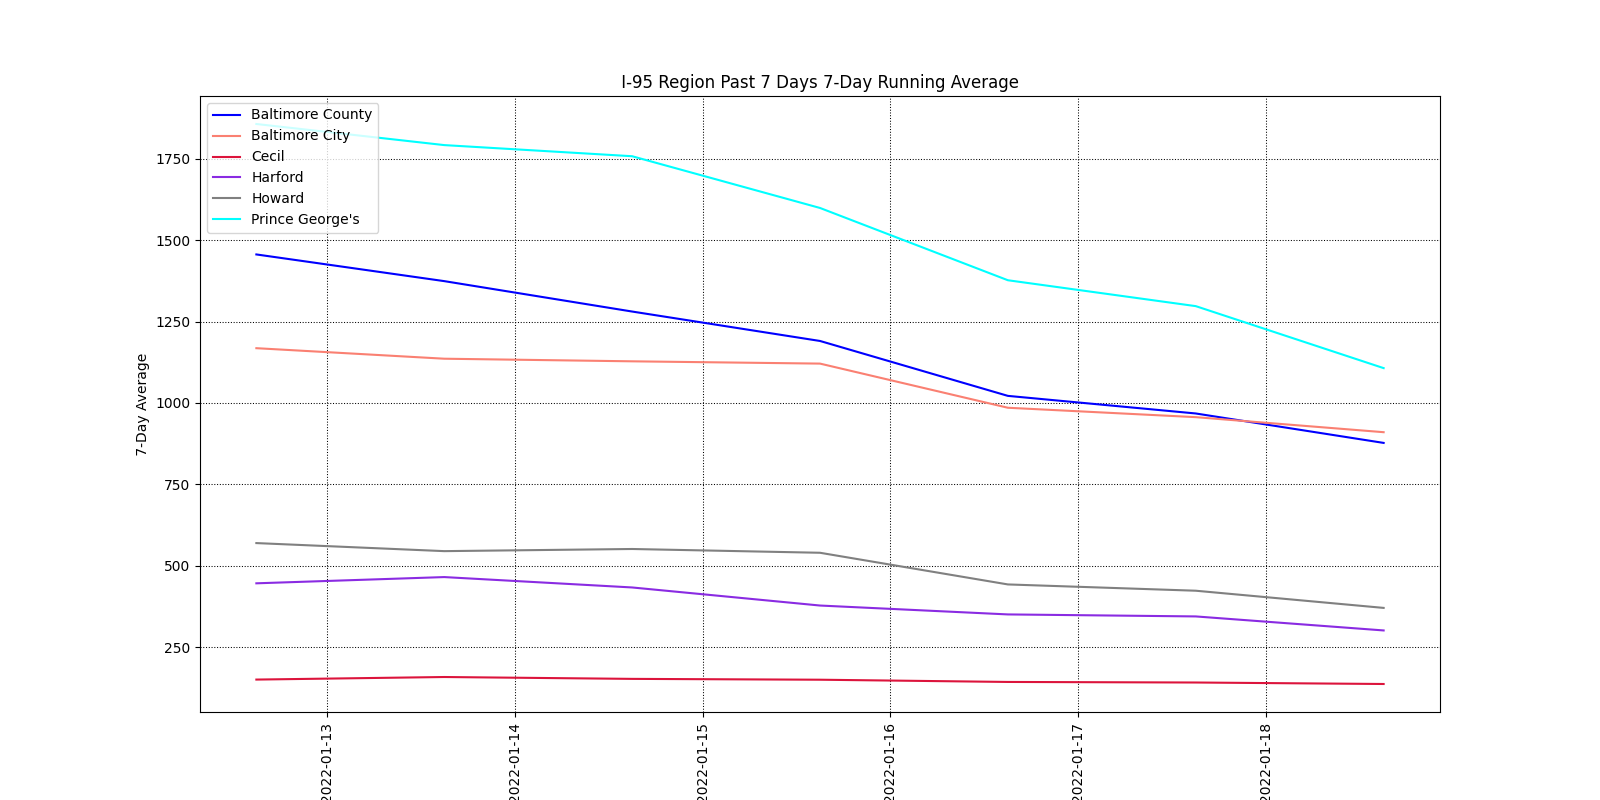 I-95 Region Past 7 Days 7-Day Running Average
Baltimore County
Baltimore City
Cecil
Harford
Howard
Prince George's
1750
1500
1250
1000
750
500
250
7-Day Average
2022-01-13
2022-01-14
2022-01-15
2022-01-16
2022-01-17
2022-01-18